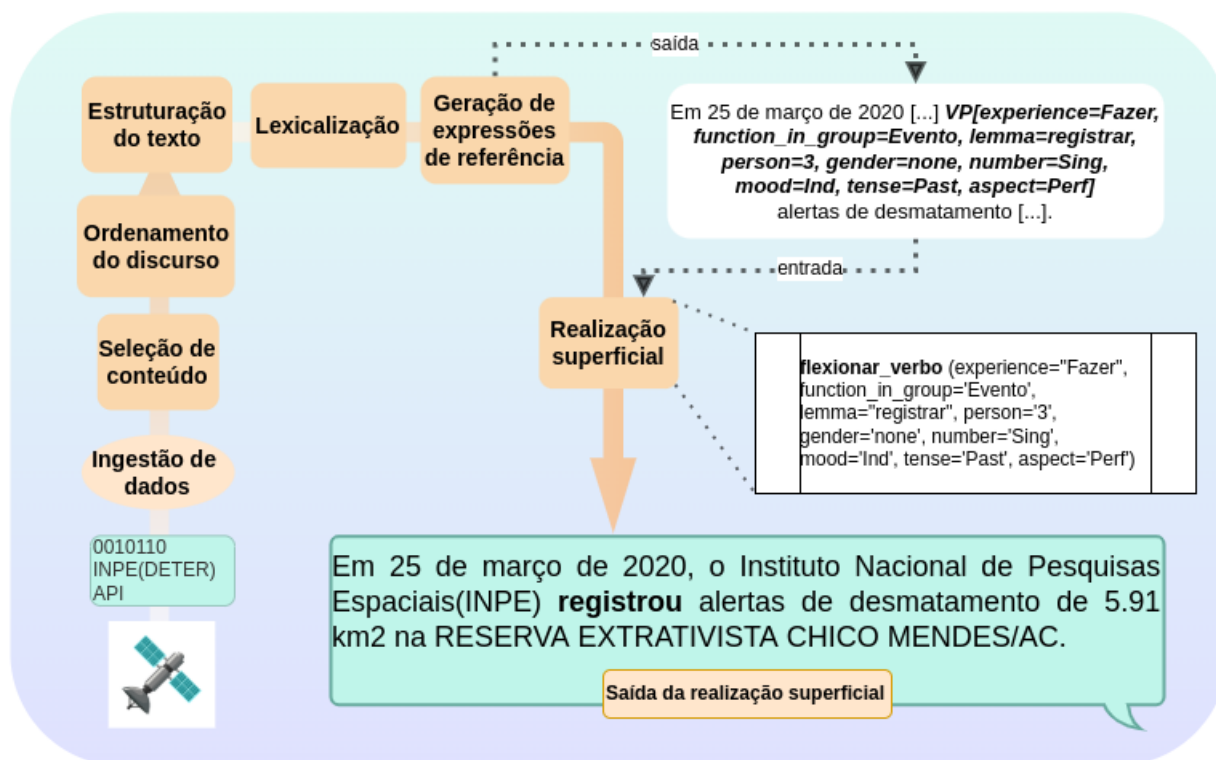 saída
Estruturação
do texto
Lexicalização
Geração de
expressões
de referência
Em 25 de março de 2020 [...] VP[experience=Fazer,
function_in_group=Evento, lemma=registrar,
person=3, gender=none, number=Sing,
mood=Ind, tense=Past, aspect=Perf]
alertas de desmatamento [...].
Ordenamento
do discurso
entrada
Seleção de
conteúdo
Realização
superficial
flexionar_verbo (experience="Fazer",
function_in_group='Evento',
lemma="registrar", person='3',
gender='none', number='Sing',
mood='Ind', tense='Past', aspect='Perf')
Ingestão de
dados
0010110
INPE(DETER)
API
Em 25 de março de 2020, o Instituto Nacional de Pesquisas
Espaciais(INPE) registrou alertas de desmatamento de 5.91
km2 na RESERVA EXTRATIVISTA CHICO MENDES/AC.
Saída da realização superficial